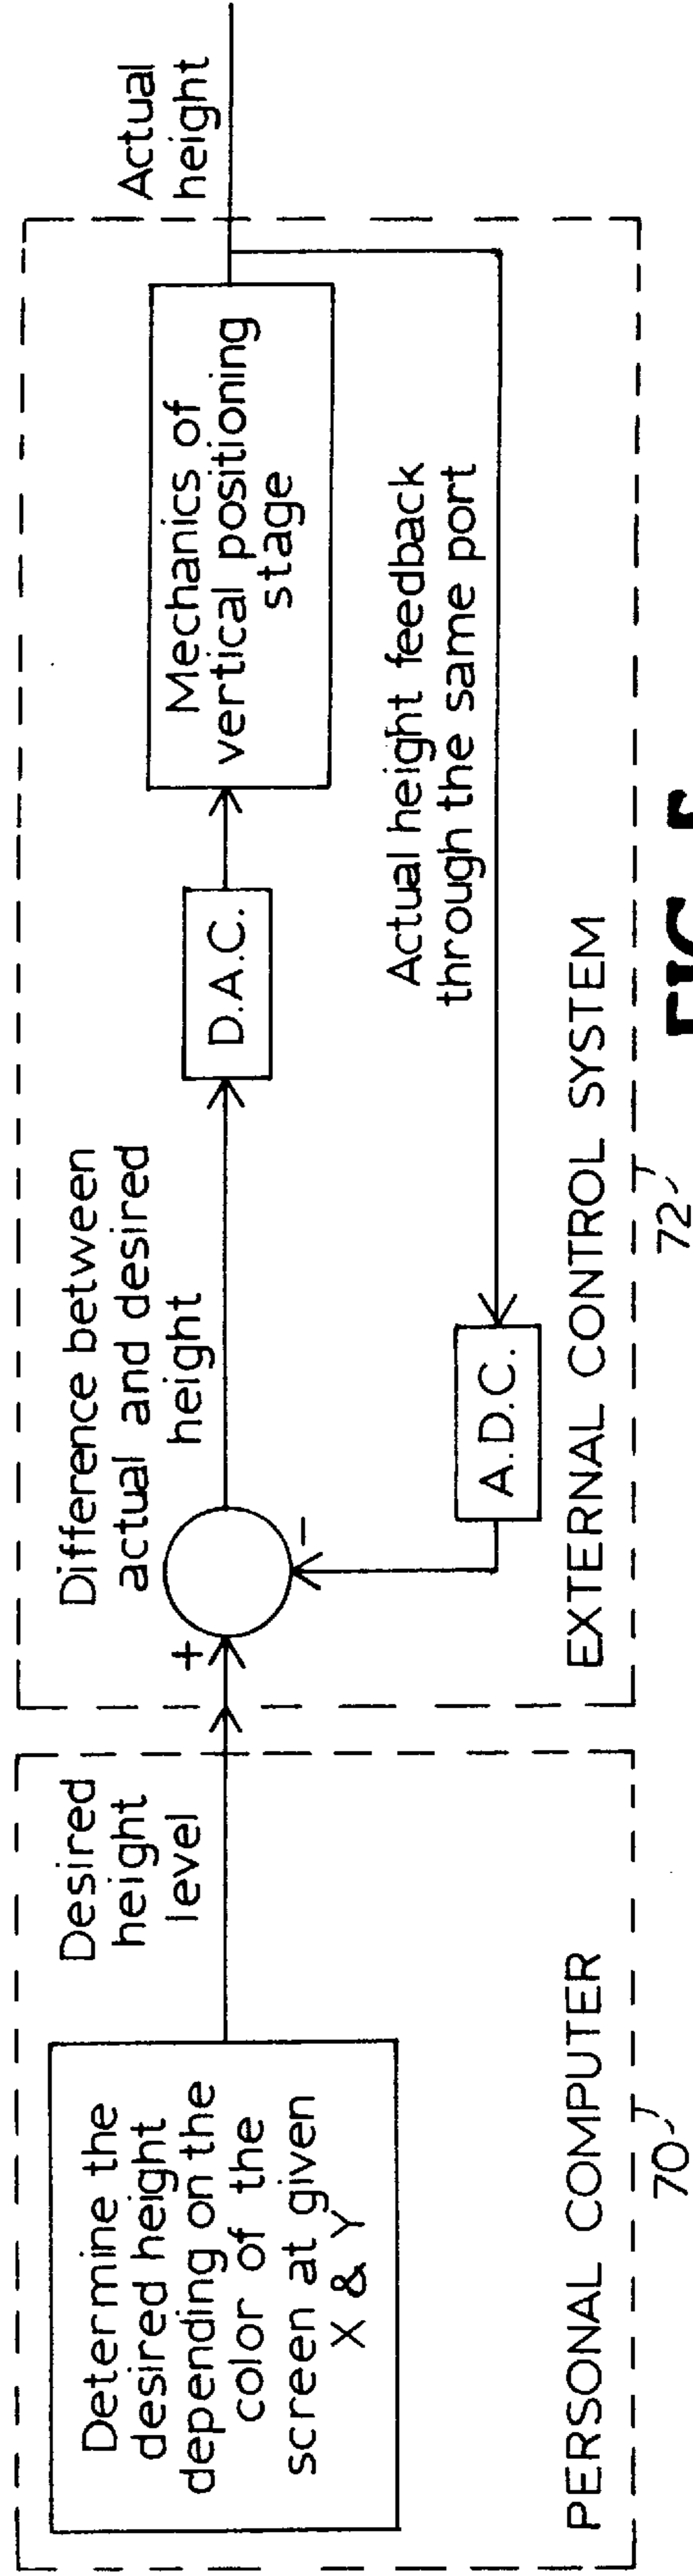 Determine the
desired height
depending on the
color of the
screen at given
X & Y
Desired
height
level
PERSONAL COMPUTER
70
+
-
Difference between
actual and desired
height
D.A.C.
Mechanics of
vertical positioning
stage
Actual
height
Actual height feedback
through the same port
A.D.C.
EXTERNAL CONTROL SYSTEM
72
FIG.